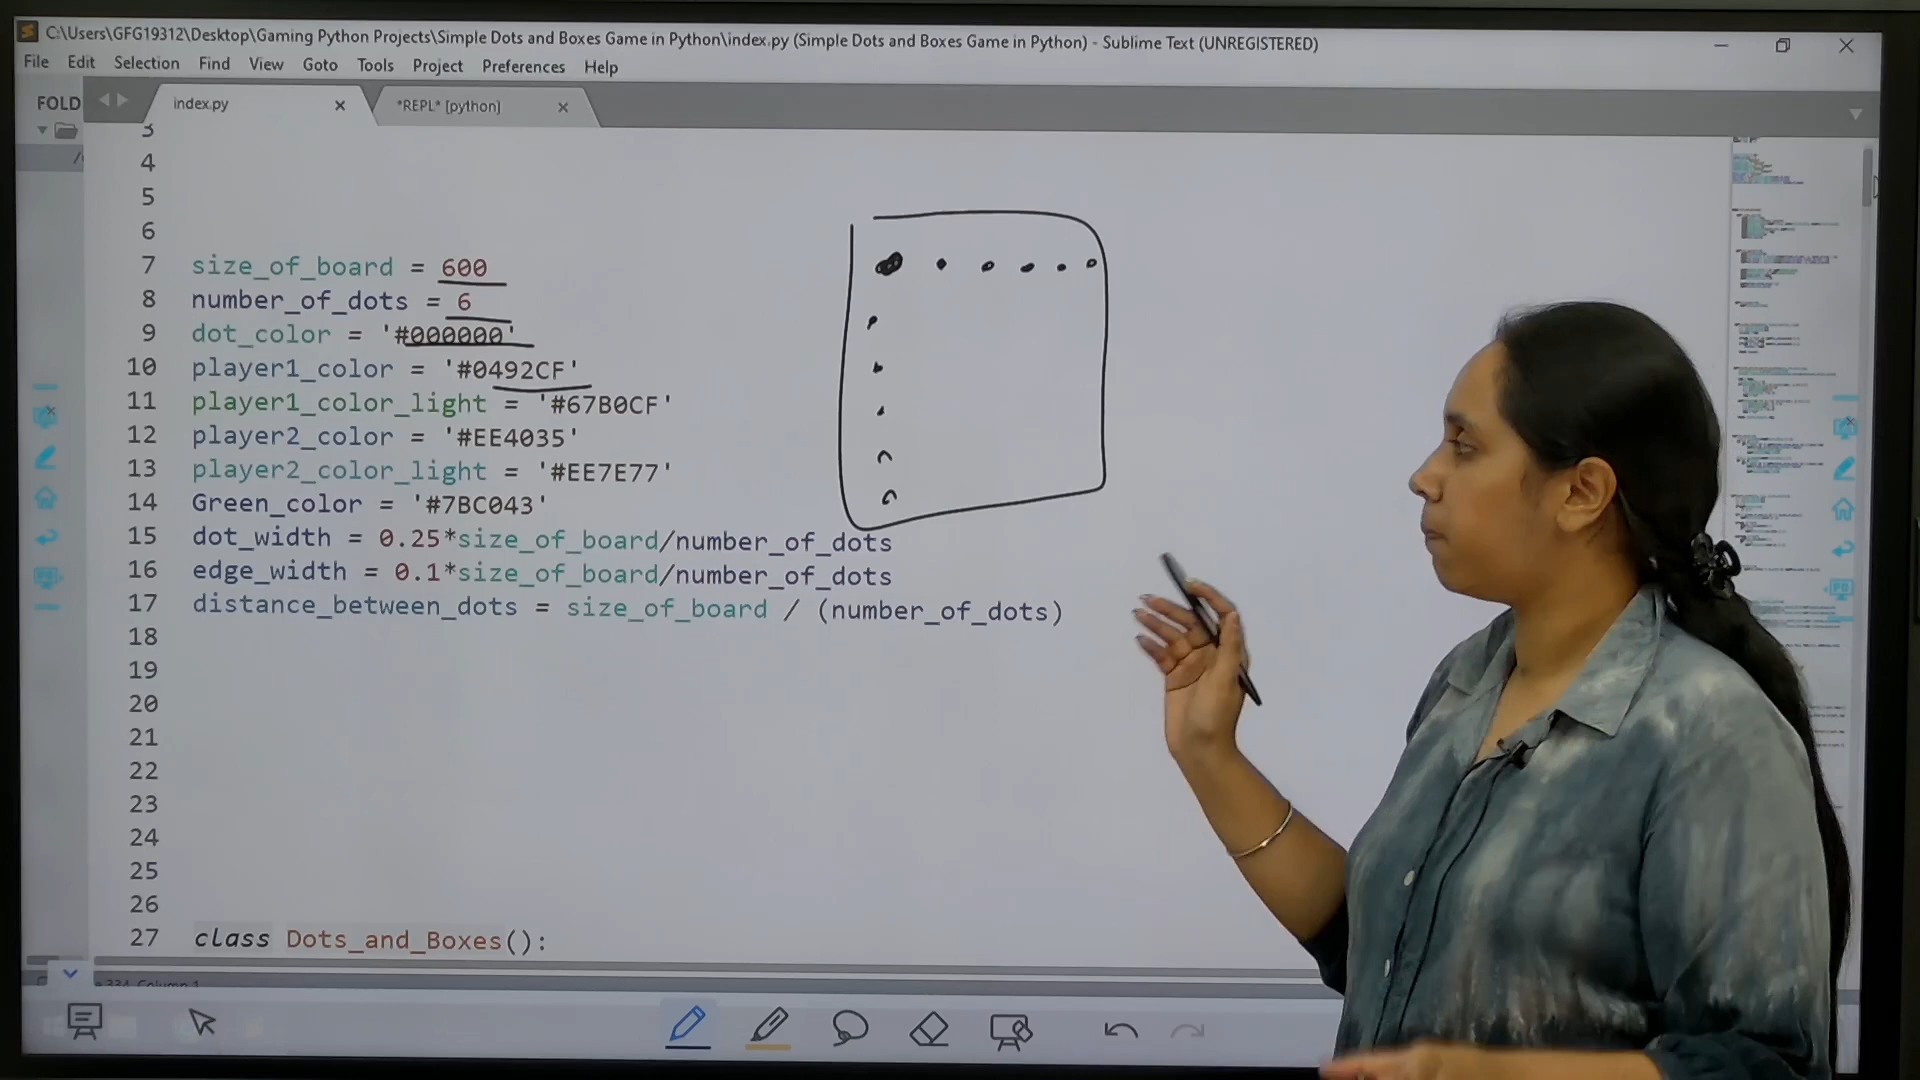 C:\Users\GFG19312\Desktop\Gaming Python Projects\Simple Dots and Boxes Game in Python\index.py (Simple Dots and Boxes Game in Python) - Sublime Text (UNREGISTERED)
File Edit Selection Find View Goto Tools Project Preferences Help
FOLD
index.py
*REPL* [python]
3
4
5
6
7 size_of_board = 600
8 number_of_dots = 6
9 dot_color = '#000000'
10 player1_color = '#0492CF'
11 player1_color_light = '#67B0CF'
12 player2_color = '#EE4035'
13 player2_color_light = '#EE7E77'
14 Green_color = '#7BC043'
15 dot_width = 0.25*size_of_board/number_of_dots
16 edge_width = 0.1*size_of_board/number_of_dots
17 distance_between_dots = size_of_board / (number_of_dots)
18
19
20
21
22
23
24
25
26
27 class Dots_and_Boxes():